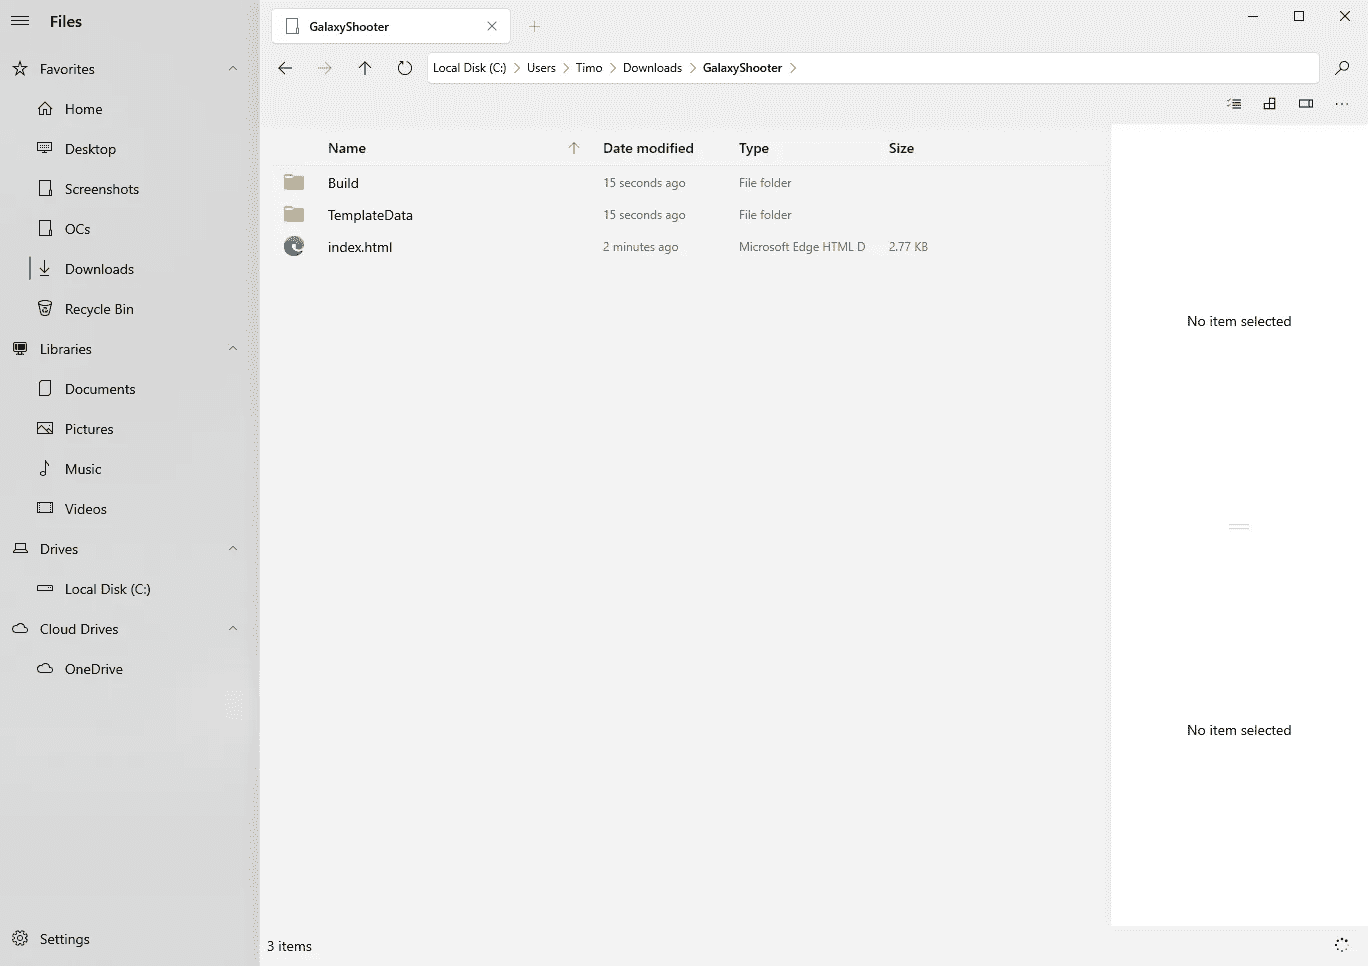 Files
Favorites
Home
Desktop
Screenshots
OCs
Downloads
Recycle Bin
Libraries
Documents
Pictures
Music
Videos
Drives
Local Disk (C:)
Cloud Drives
OneDrive
Settings
GalaxyShooter
Local Disk (C:) Users Timo Downloads GalaxyShooter
Name Date modified Type Size
Build 15 seconds ago File folder
TemplateData 15 seconds ago File folder
index.html 2 minutes ago Microsoft Edge HTML D 2.77 KB
No item selected
No item selected
3 items